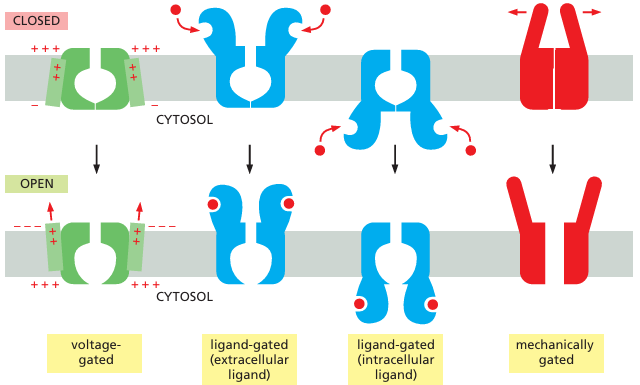 CLOSED
+++ +++
+ +
+ +
– –
CYTOSOL
OPEN
––– –––
+ +
+ +
+++ +++
CYTOSOL
voltage-
gated
ligand-gated
(extracellular
ligand)
ligand-gated
(intracellular
ligand)
mechanically
gated